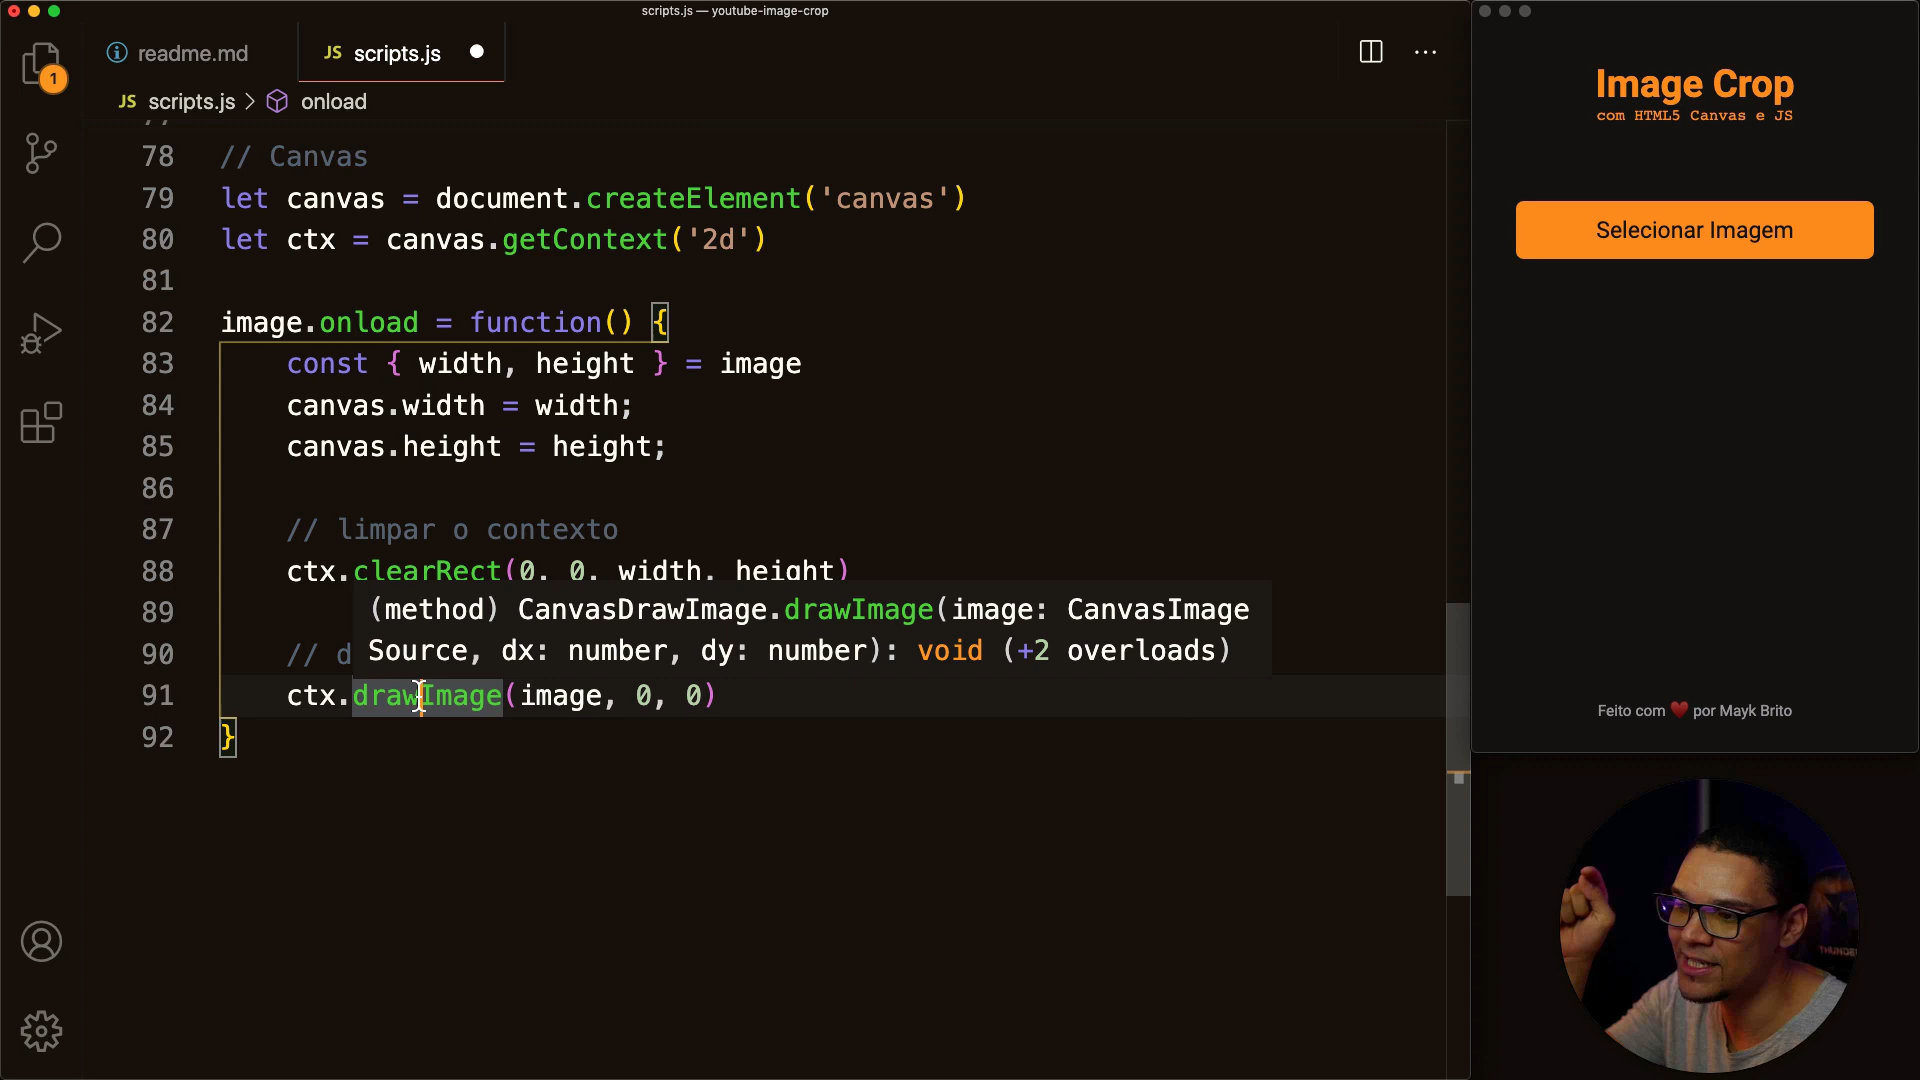 scripts.js — youtube-image-crop
readme.md
JS scripts.js
1
JS scripts.js > onload
78 // Canvas
79 let canvas = document.createElement('canvas')
80 let ctx = canvas.getContext('2d')
81
82 image.onload = function() {
83 const { width, height } = image
84 canvas.width = width;
85 canvas.height = height;
86
87 // limpar o contexto
88 ctx.clearRect(0, 0, width, height)
89
(method) CanvasDrawImage.drawImage(image: CanvasImage
Source, dx: number, dy: number): void (+2 overloads)
90 // d
91 ctx.drawImage(image, 0, 0)
92 }
Image Crop
com HTML5 Canvas e JS
Selecionar Imagem
Feito com ❤️ por Mayk Brito